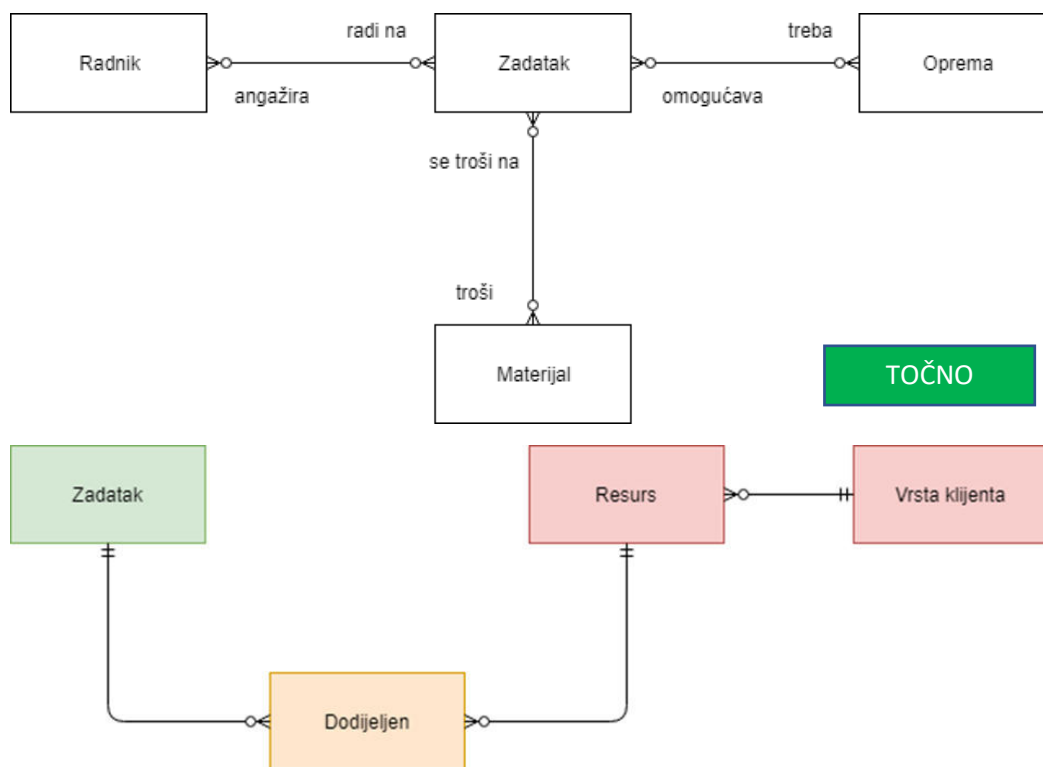 radi na
treba
Radnik
Zadatak
Oprema
angažira
omogućava
se troši na
troši
Materijal
TOČNO
Zadatak
Resurs
Vrsta klijenta
Dodijeljen